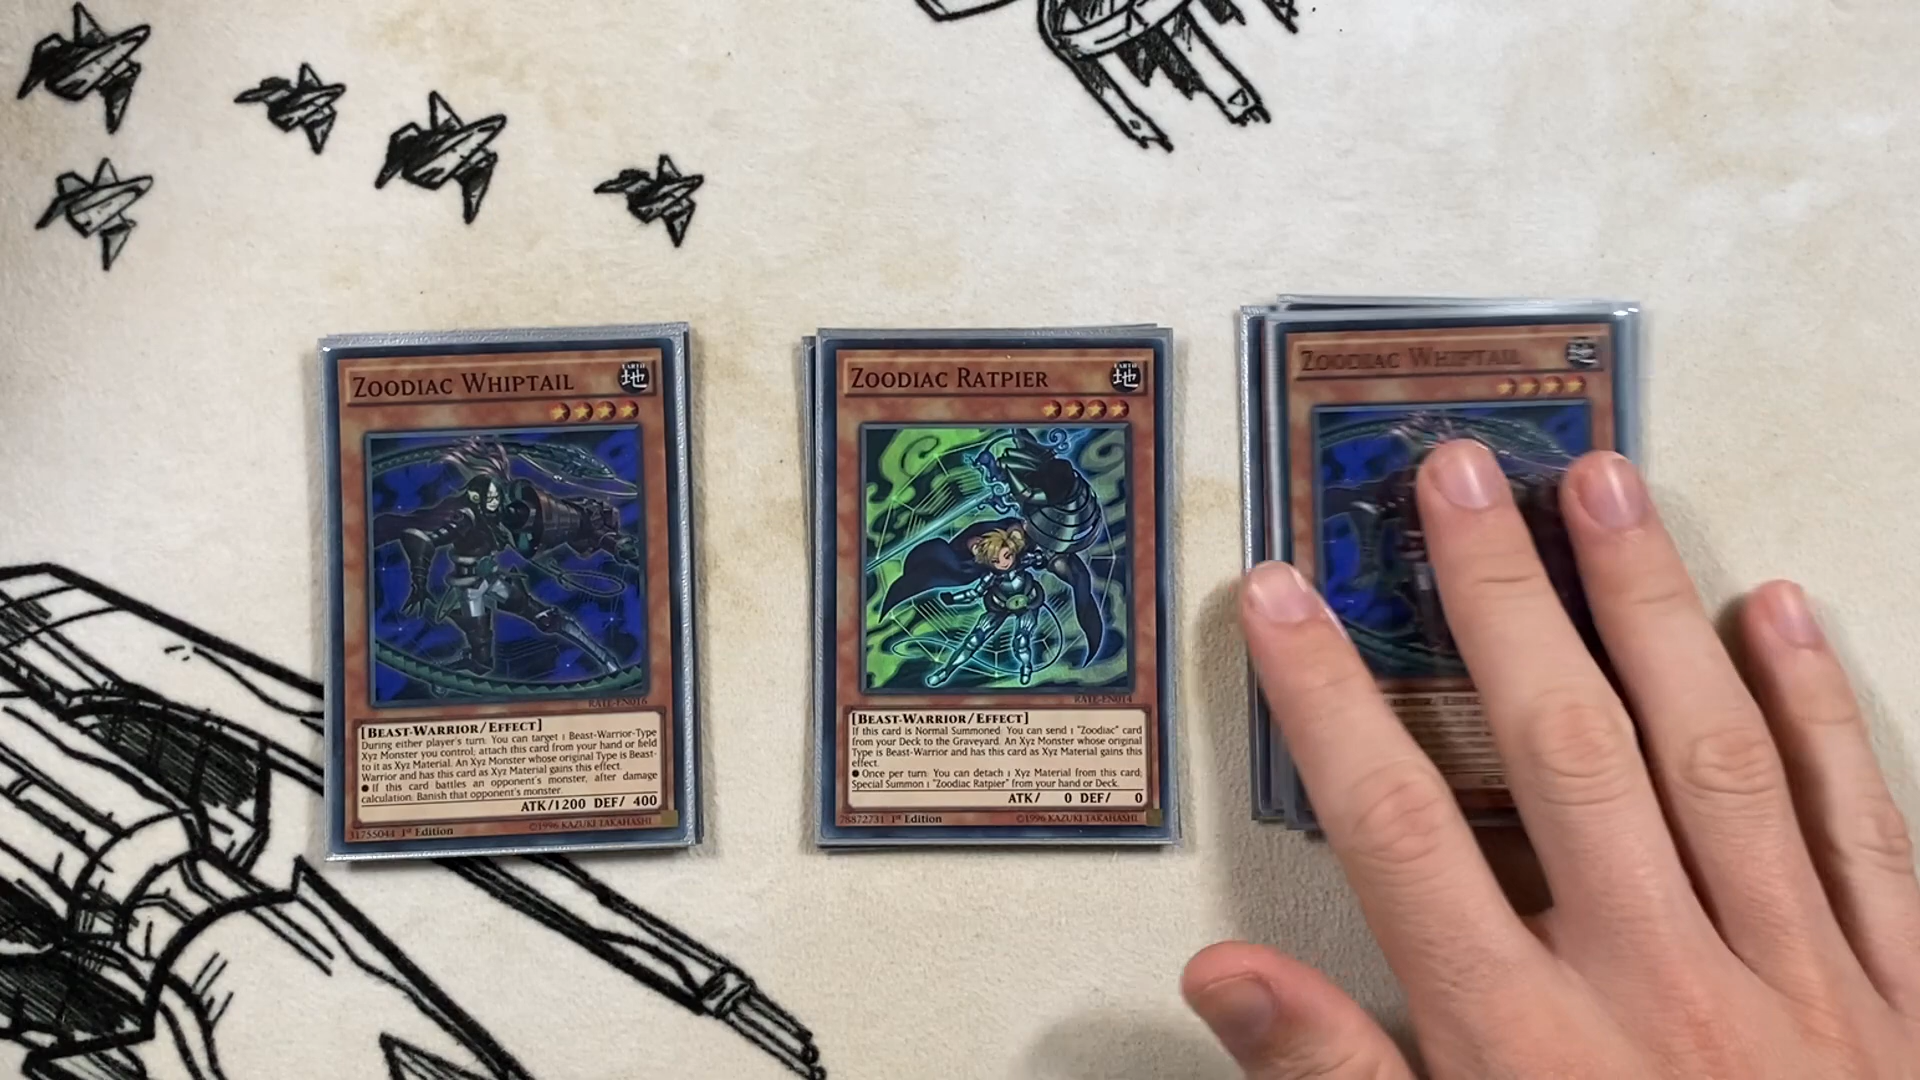 ZOODIAC WHIPTAIL
EARTH
地
RATE-EN016
[BEAST-WARRIOR/EFFECT]
During either player's turn: You can target 1 Beast-Warrior-Type
Xyz Monster you control; attach this card from your hand or field
to it as Xyz Material. An Xyz Monster whose original Type is Beast-
Warrior and has this card as Xyz Material gains this effect.
● If this card battles an opponent's monster, after damage
calculation: Banish that opponent's monster.
ATK/1200 DEF/ 400
31755044 1st Edition
©1996 KAZUKI TAKAHASHI
ZOODIAC RATPIER
EARTH
地
RATE-EN014
[BEAST-WARRIOR/EFFECT]
If this card is Normal Summoned: You can send 1 "Zoodiac" card
from your Deck to the Graveyard. An Xyz Monster whose original
Type is Beast-Warrior and has this card as Xyz Material gains this
effect.
● Once per turn: You can detach 1 Xyz Material from this card;
Special Summon 1 "Zoodiac Ratpier" from your hand or Deck.
ATK/ 0 DEF/ 0
78872731 1st Edition
©1996 KAZUKI TAKAHASHI
ZOODIAC WHIPTAIL
地